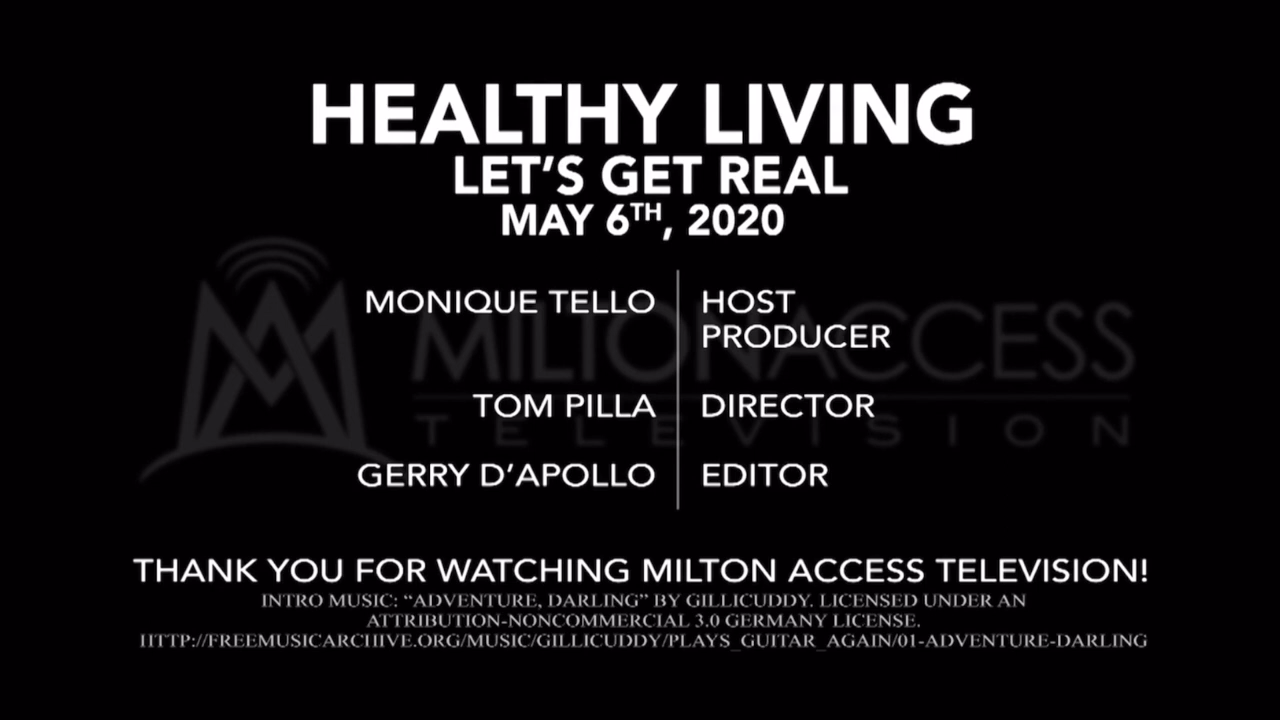 HEALTHY LIVING
LET'S GET REAL
MAY 6TH, 2020
MONIQUE TELLO HOST
PRODUCER
TOM PILLA DIRECTOR
GERRY D'APOLLO EDITOR
MILTONACCESS
TELEVISION
THANK YOU FOR WATCHING MILTON ACCESS TELEVISION!
INTRO MUSIC: “ADVENTURE, DARLING” BY GILLICUDDY. LICENSED UNDER AN
ATTRIBUTION-NONCOMMERCIAL 3.0 GERMANY LICENSE.
HTTP://FREEMUSICARCHIVE.ORG/MUSIC/GILLICUDDY/PLAYS_GUITAR_AGAIN/01-ADVENTURE-DARLING